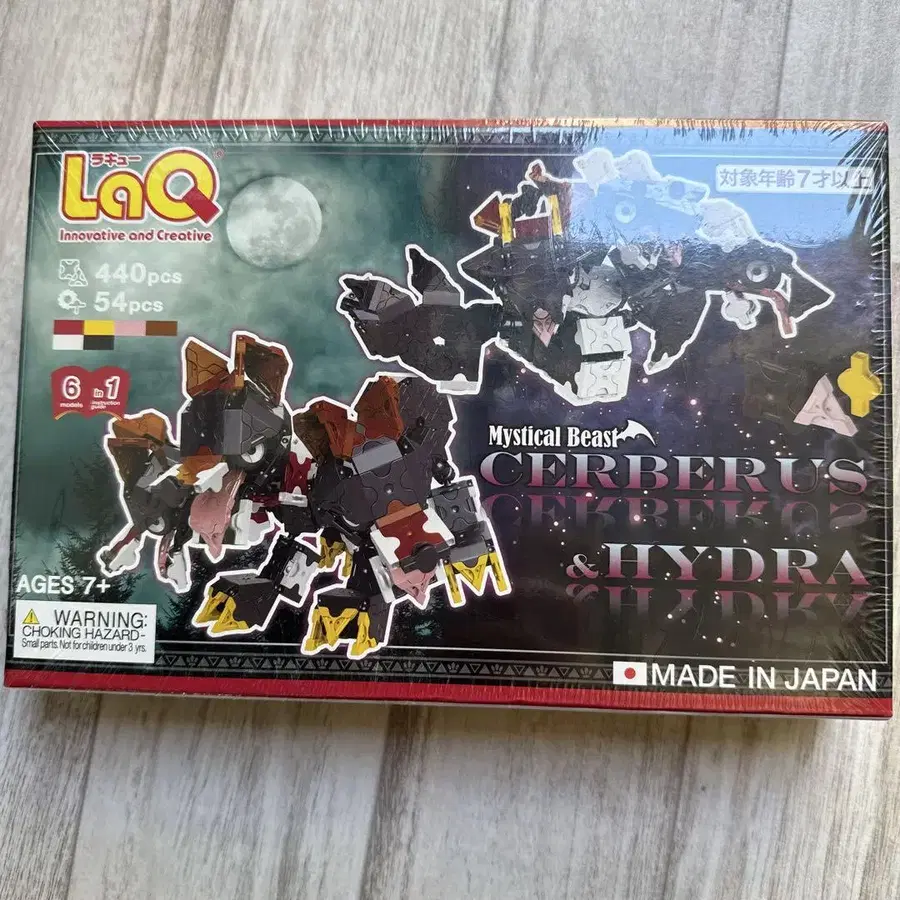 ラキュー
LaQ
Innovative and Creative
440pcs
54pcs
6 models
in 1 instruction guide
対象年齢7才以上
Mystical Beast
CERBERUS
& HYDRA
AGES 7+
WARNING:
CHOKING HAZARD-
Small parts. Not for children under 3 yrs.
MADE IN JAPAN